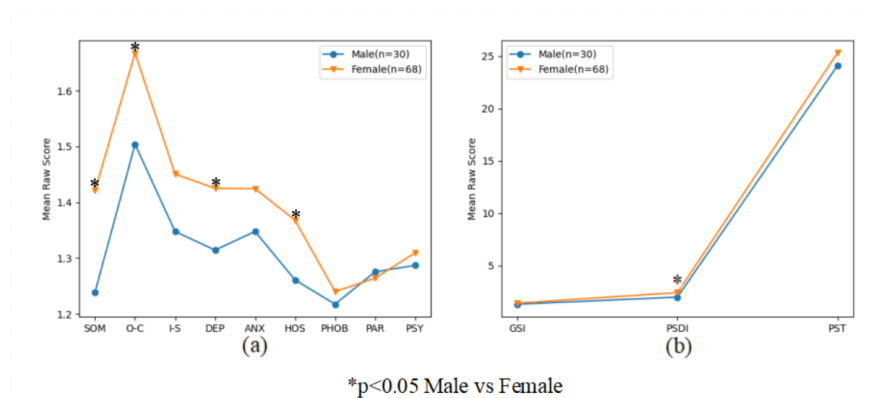 Male(n=30)
Female(n=68)
Mean Raw Score
1.6
1.5
1.4
1.3
1.2
*
*
*
*
SOM O-C I-S DEP ANX HOS PHOB PAR PSY
(a)
Male(n=30)
Female(n=68)
Mean Raw Score
25
20
15
10
5
*
GSI PSDI PST
(b)
*p<0.05 Male vs Female